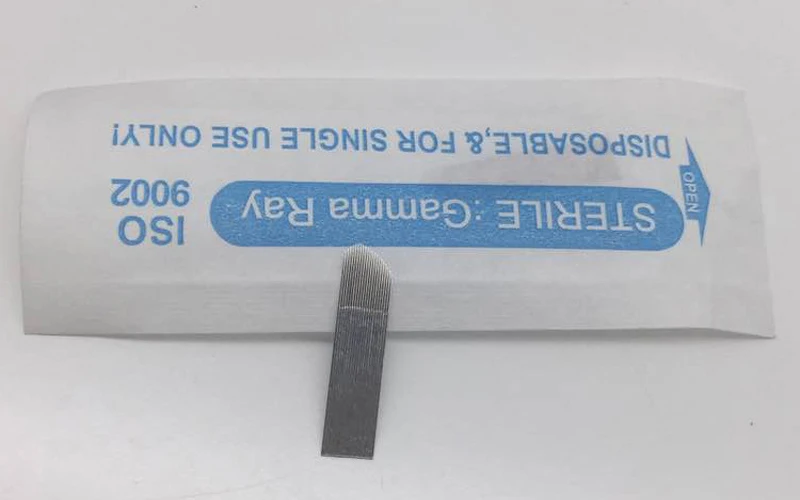 OPEN
STERILE : Gamma Ray
ISO
9002
DISPOSABLE,& FOR SINGLE USE ONLY!